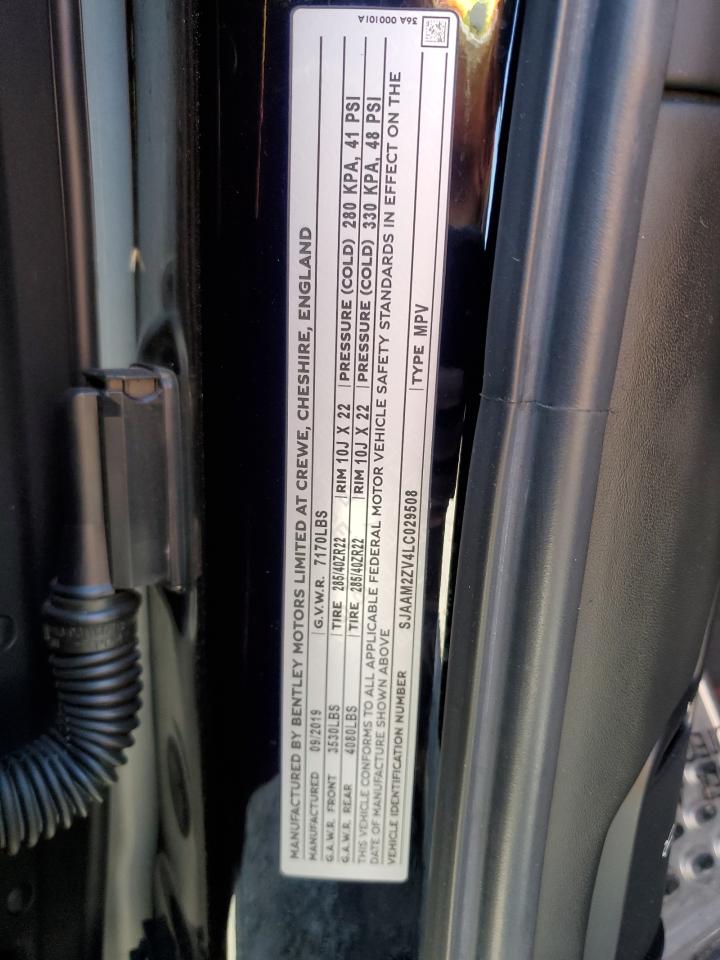 MANUFACTURED BY BENTLEY MOTORS LIMITED AT CREWE, CHESHIRE, ENGLAND
MANUFACTURED 09/2019 G.V.W.R. 7170LBS
G.A.W.R. FRONT 3530LBS TIRE 285/40ZR22 RIM 10J X 22 PRESSURE (COLD) 280 KPA, 41 PSI
G.A.W.R. REAR 4080LBS TIRE 285/40ZR22 RIM 10J X 22 PRESSURE (COLD) 330 KPA, 48 PSI
THIS VEHICLE CONFORMS TO ALL APPLICABLE FEDERAL MOTOR VEHICLE SAFETY STANDARDS IN EFFECT ON THE
DATE OF MANUFACTURE SHOWN ABOVE
VEHICLE IDENTIFICATION NUMBER SJAAM2ZV4LC029508 TYPE MPV
36A 000101A